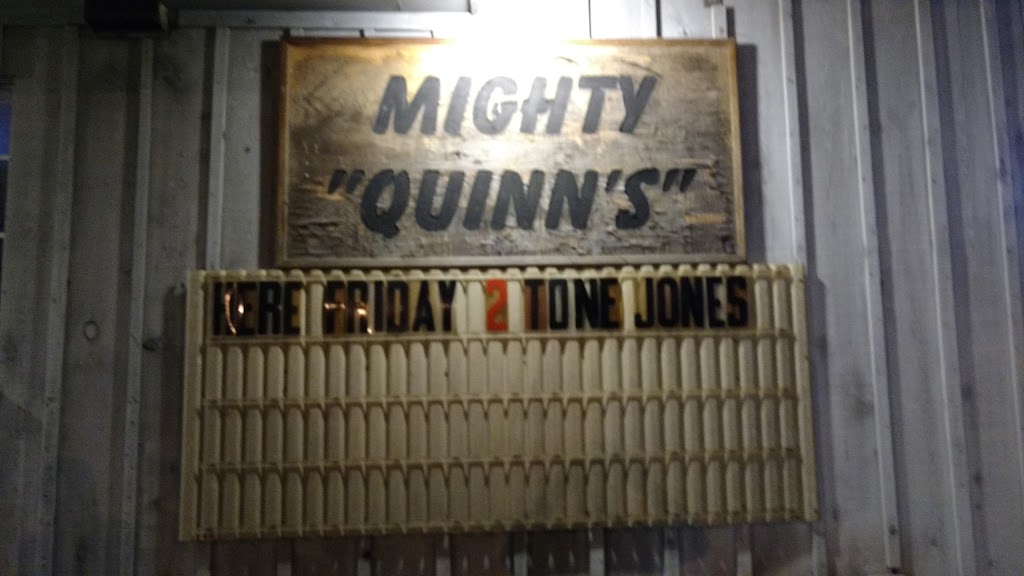 MIGHTY
"QUINN'S"
HERE FRIDAY 2 TONE JONES